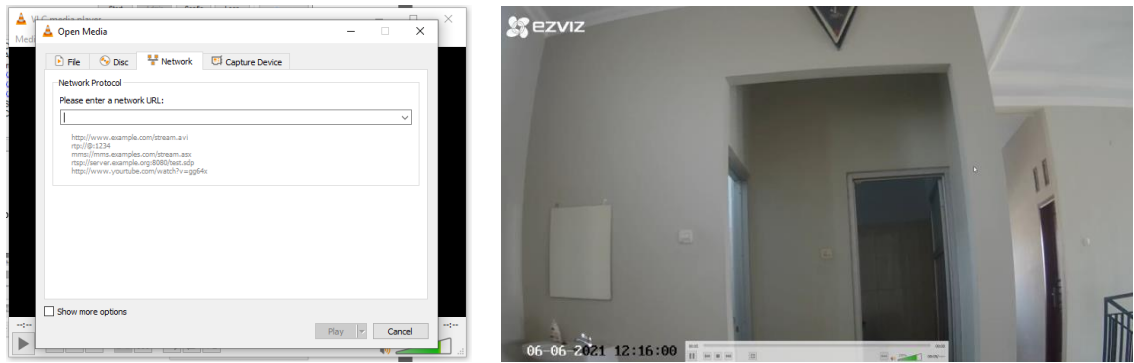 VLC media player
Open Media
File
Disc
Network
Capture Device
Network Protocol
Please enter a network URL:
http://www.example.com/stream.avi
rtp://@:1234
mms://mms.examples.com/stream.asx
rtsp://server.example.org:8080/test.sdp
http://www.yourtube.com/watch?v=gg64x
Show more options
Play
Cancel
--:--
--:--
ezviz
06-06-2021 12:16:00